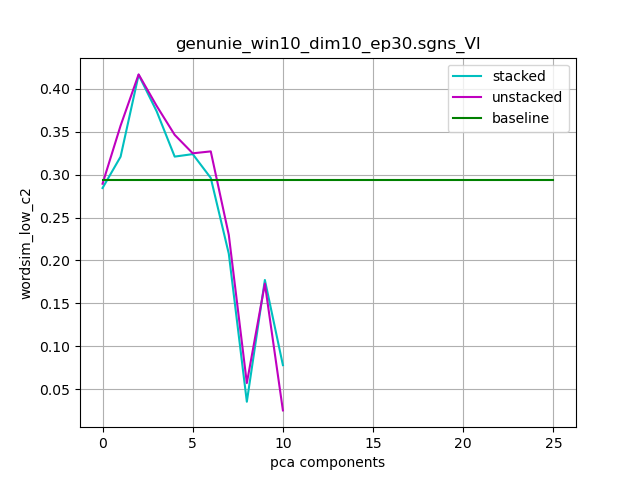 genunie_win10_dim10_ep30.sgns_VI
stacked
unstacked
baseline
wordsim_low_c2
0.40
0.35
0.30
0.25
0.20
0.15
0.10
0.05
0 5 10 15 20 25
pca components